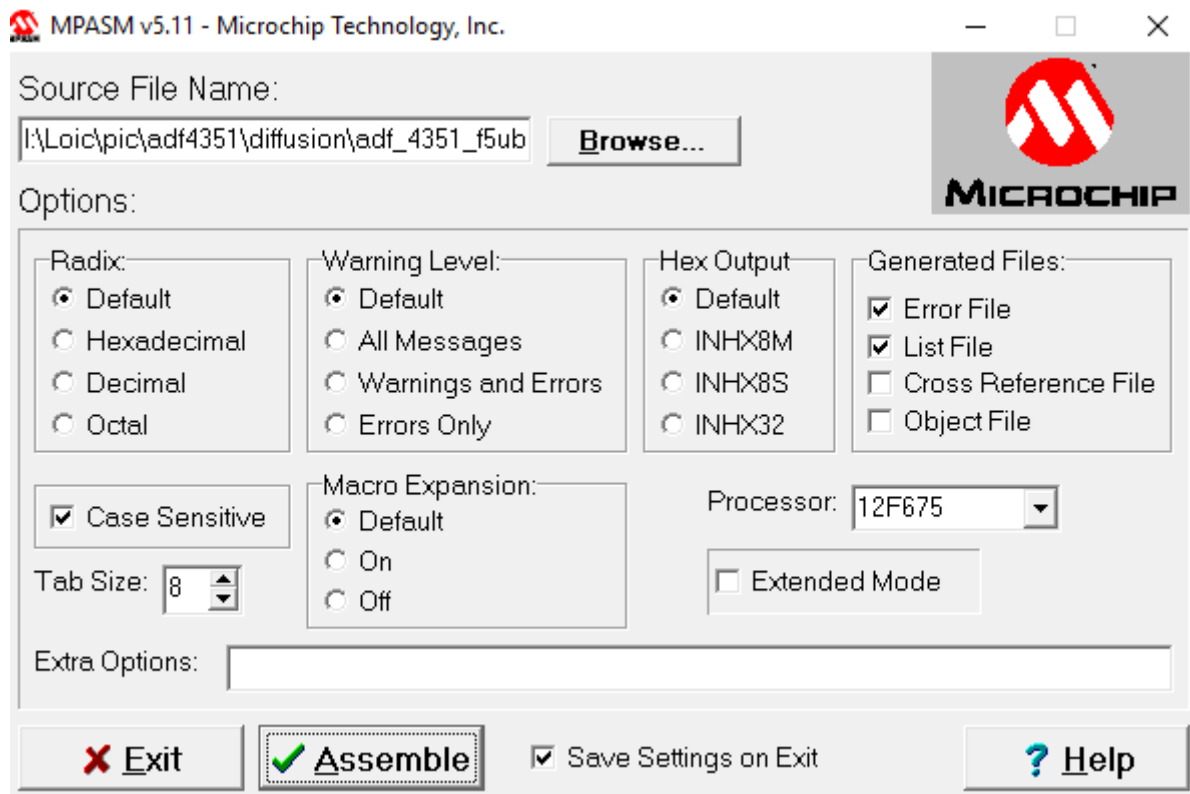 MPASM v5.11 - Microchip Technology, Inc.
Source File Name:
l:\Loic\pic\adf4351\diffusion\adf_4351_f5ub
Browse...
MICROCHIP
Options:
Radix:
Default
Hexadecimal
Decimal
Octal
Warning Level:
Default
All Messages
Warnings and Errors
Errors Only
Hex Output
Default
INHX8M
INHX8S
INHX32
Generated Files:
Error File
List File
Cross Reference File
Object File
Case Sensitive
Tab Size: 8
Macro Expansion:
Default
On
Off
Processor: 12F675
Extended Mode
Extra Options:
Exit
Assemble
Save Settings on Exit
? Help